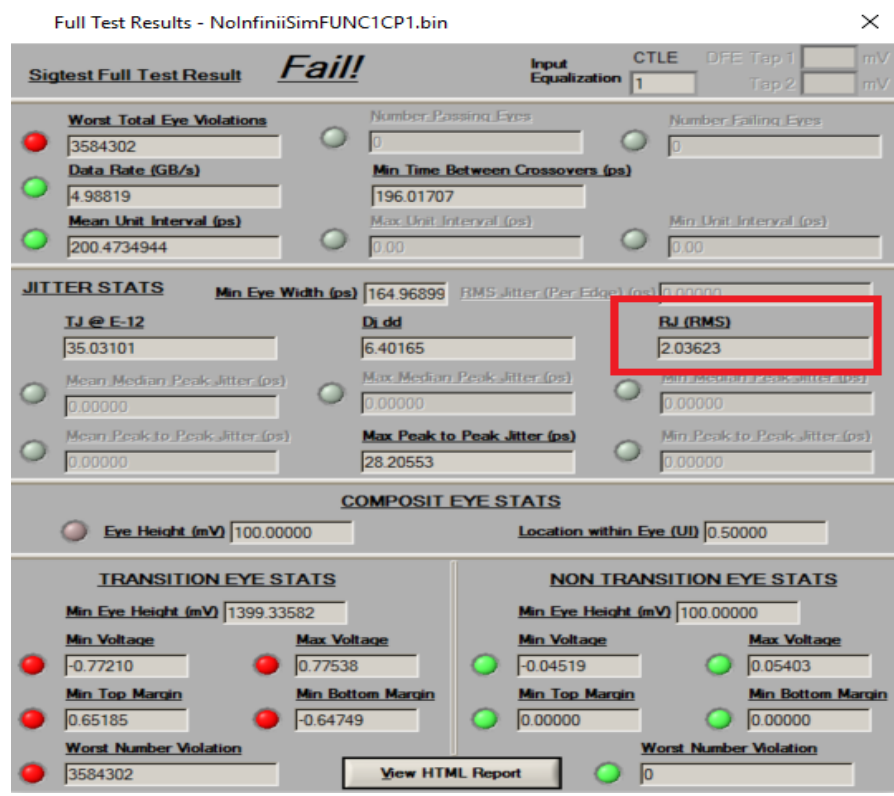 Full Test Results - NoInfiniiSimFUNC1CP1.bin
Sigtest Full Test Result Fail! Input Equalization CTLE 1 DFE Tap 1 mV
Tap 2 mV
Worst Total Eye Violations Number Passing Eyes Number Failing Eyes
3584302 0 0
Data Rate (GB/s) Min Time Between Crossovers (ps)
4.98819 196.01707
Mean Unit Interval (ps) Max Unit Interval (ps) Min Unit Interval (ps)
200.4734944 0.00 0.00
JITTER STATS Min Eye Width (ps) 164.96899 RMS Jitter (Per Edge) (ps) 0.00000
TJ @ E-12 Dj dd RJ (RMS)
35.03101 6.40165 2.03623
Mean Median Peak Jitter (ps) Max Median Peak Jitter (ps) Min Median Peak Jitter (ps)
0.00000 0.00000 0.00000
Mean Peak to Peak Jitter (ps) Max Peak to Peak Jitter (ps) Min Peak to Peak Jitter (ps)
0.00000 28.20553 0.00000
COMPOSIT EYE STATS
Eye Height (mV) 100.00000 Location within Eye (UI) 0.50000
TRANSITION EYE STATS NON TRANSITION EYE STATS
Min Eye Height (mV) 1399.33582 Min Eye Height (mV) 100.00000
Min Voltage Max Voltage Min Voltage Max Voltage
-0.77210 0.77538 -0.04519 0.05403
Min Top Margin Min Bottom Margin Min Top Margin Min Bottom Margin
0.65185 -0.64749 0.00000 0.00000
Worst Number Violation Worst Number Violation
3584302 View HTML Report 0